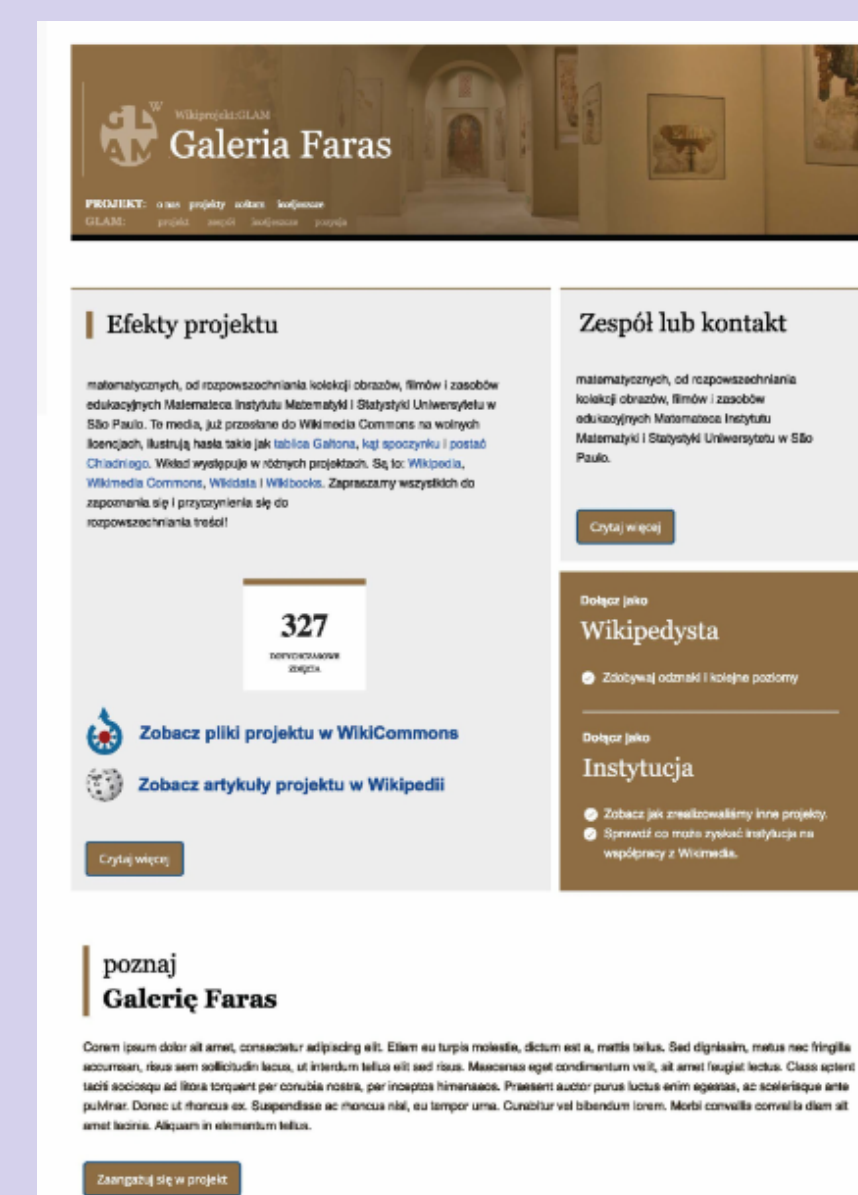 GL W
AM
Wikiprojekt:GLAM
Galeria Faras
PROJEKT: o nas projekty
GLAM: projekt zespół
Efekty projektu
matematycznych, od rozpowszechniania kolekcji obrazów, filmów i zasobów
edukacyjnych Matemateca Instytutu Matematyki i Statystyki Uniwersytetu w
São Paulo. Te media, już przesłane do Wikimedia Commons na wolnych
licencjach, ilustrują hasła takie jak tablica Galtona, kąt spoczynku i postać
Chladniego. Wkład występuje w różnych projektach. Są to: Wikipedia,
Wikimedia Commons, Wikidata i Wikibooks. Zapraszamy wszystkich do
zapoznania się i przyczynienia się do
rozpowszechniania treści!
327
DOTYCHCZASOWE
ZDJĘCIA
Zobacz pliki projektu w WikiCommons
Zobacz artykuły projektu w Wikipedii
Czytaj więcej
Zespół lub kontakt
matematycznych, od rozpowszechniania
kolekcji obrazów, filmów i zasobów
edukacyjnych Matemateca Instytutu
Matematyki i Statystyki Uniwersytetu w São
Paulo.
Czytaj więcej
Dołącz jako
Wikipedysta
Zdobywaj odznaki i kolejne poziomy
Dołącz jako
Instytucja
Zobacz jak zrealizowaliśmy inne projekty.
Sprawdź co może zyskać instytucja na
współpracy z Wikimedia.
poznaj
Galerię Faras
Corem ipsum dolor sit amet, consectetur adipiscing elit. Etiam eu turpis molestie, dictum est a, mattis tellus. Sed dignissim, metus nec fringilla
accumsan, risus sem sollicitudin lacus, ut interdum tellus elit sed risus. Maecenas eget condimentum velit, sit amet feugiat lectus. Class aptent
taciti sociosqu ad litora torquent per conubia nostra, per inceptos himenaeos. Praesent auctor purus luctus enim egestas, ac scelerisque ante
pulvinar. Donec ut rhoncus ex. Suspendisse ac rhoncus nisl, eu tempor urna. Curabitur vel bibendum lorem. Morbi convallis convallis diam sit
amet lacinia. Aliquam in elementum tellus.
Zaangażuj się w projekt